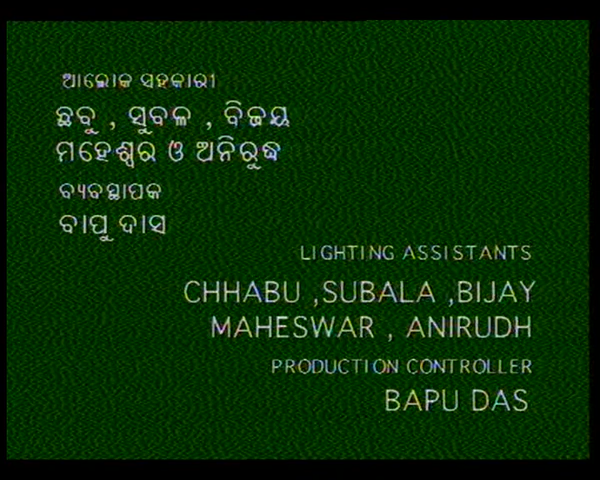 ଆଲୋକ ସହକାରୀ
ଛବୁ , ସୁବଳ , ବିଜୟ
ମହେଶ୍ୱର ଓ ଅନିରୁଦ୍ଧ
ବ୍ୟବସ୍ଥାପକ
ବାପୁ ଦାସ
LIGHTING ASSISTANTS
CHHABU ,SUBALA ,BIJAY
MAHESWAR , ANIRUDH
PRODUCTION CONTROLLER
BAPU DAS